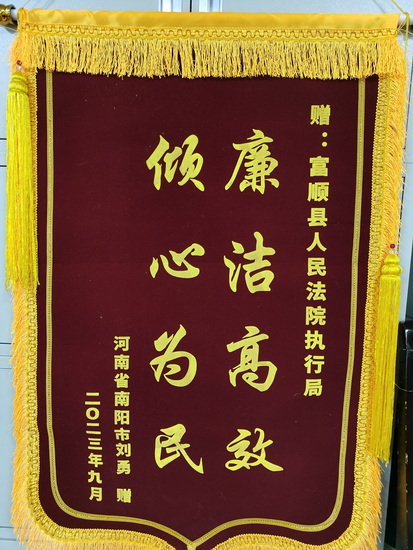 赠：富顺县人民法院执行局
廉洁高效
倾心为民
河南省南阳市刘勇 赠
二〇二三年九月